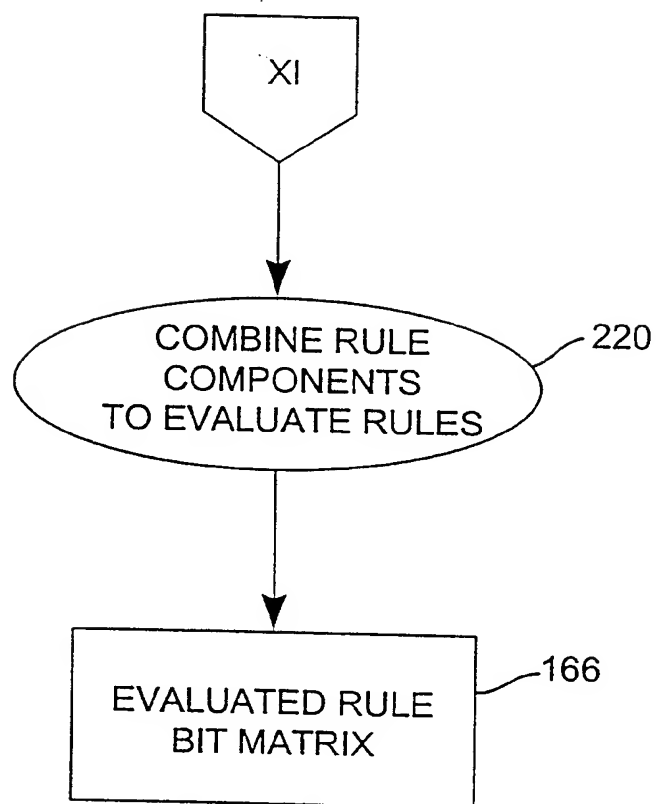 XI
COMBINE RULE
COMPONENTS
TO EVALUATE RULES
220
EVALUATED RULE
BIT MATRIX
166